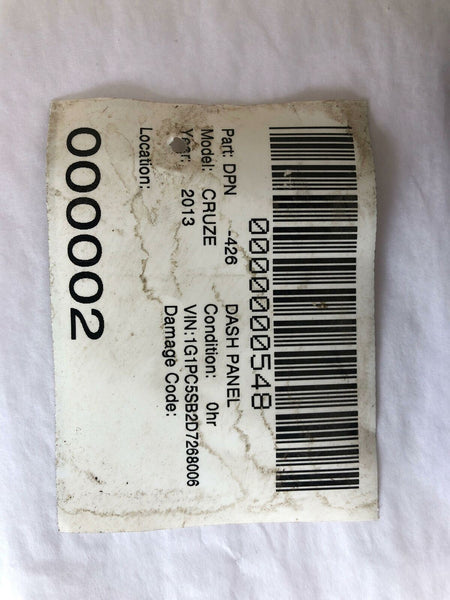 0000000548
Part: DPN -426 DASH PANEL
Model: CRUZE Condition: 0hr
Year: 2013 VIN:1G1PC5SB2D7268006
Damage Code:
Location:
000002